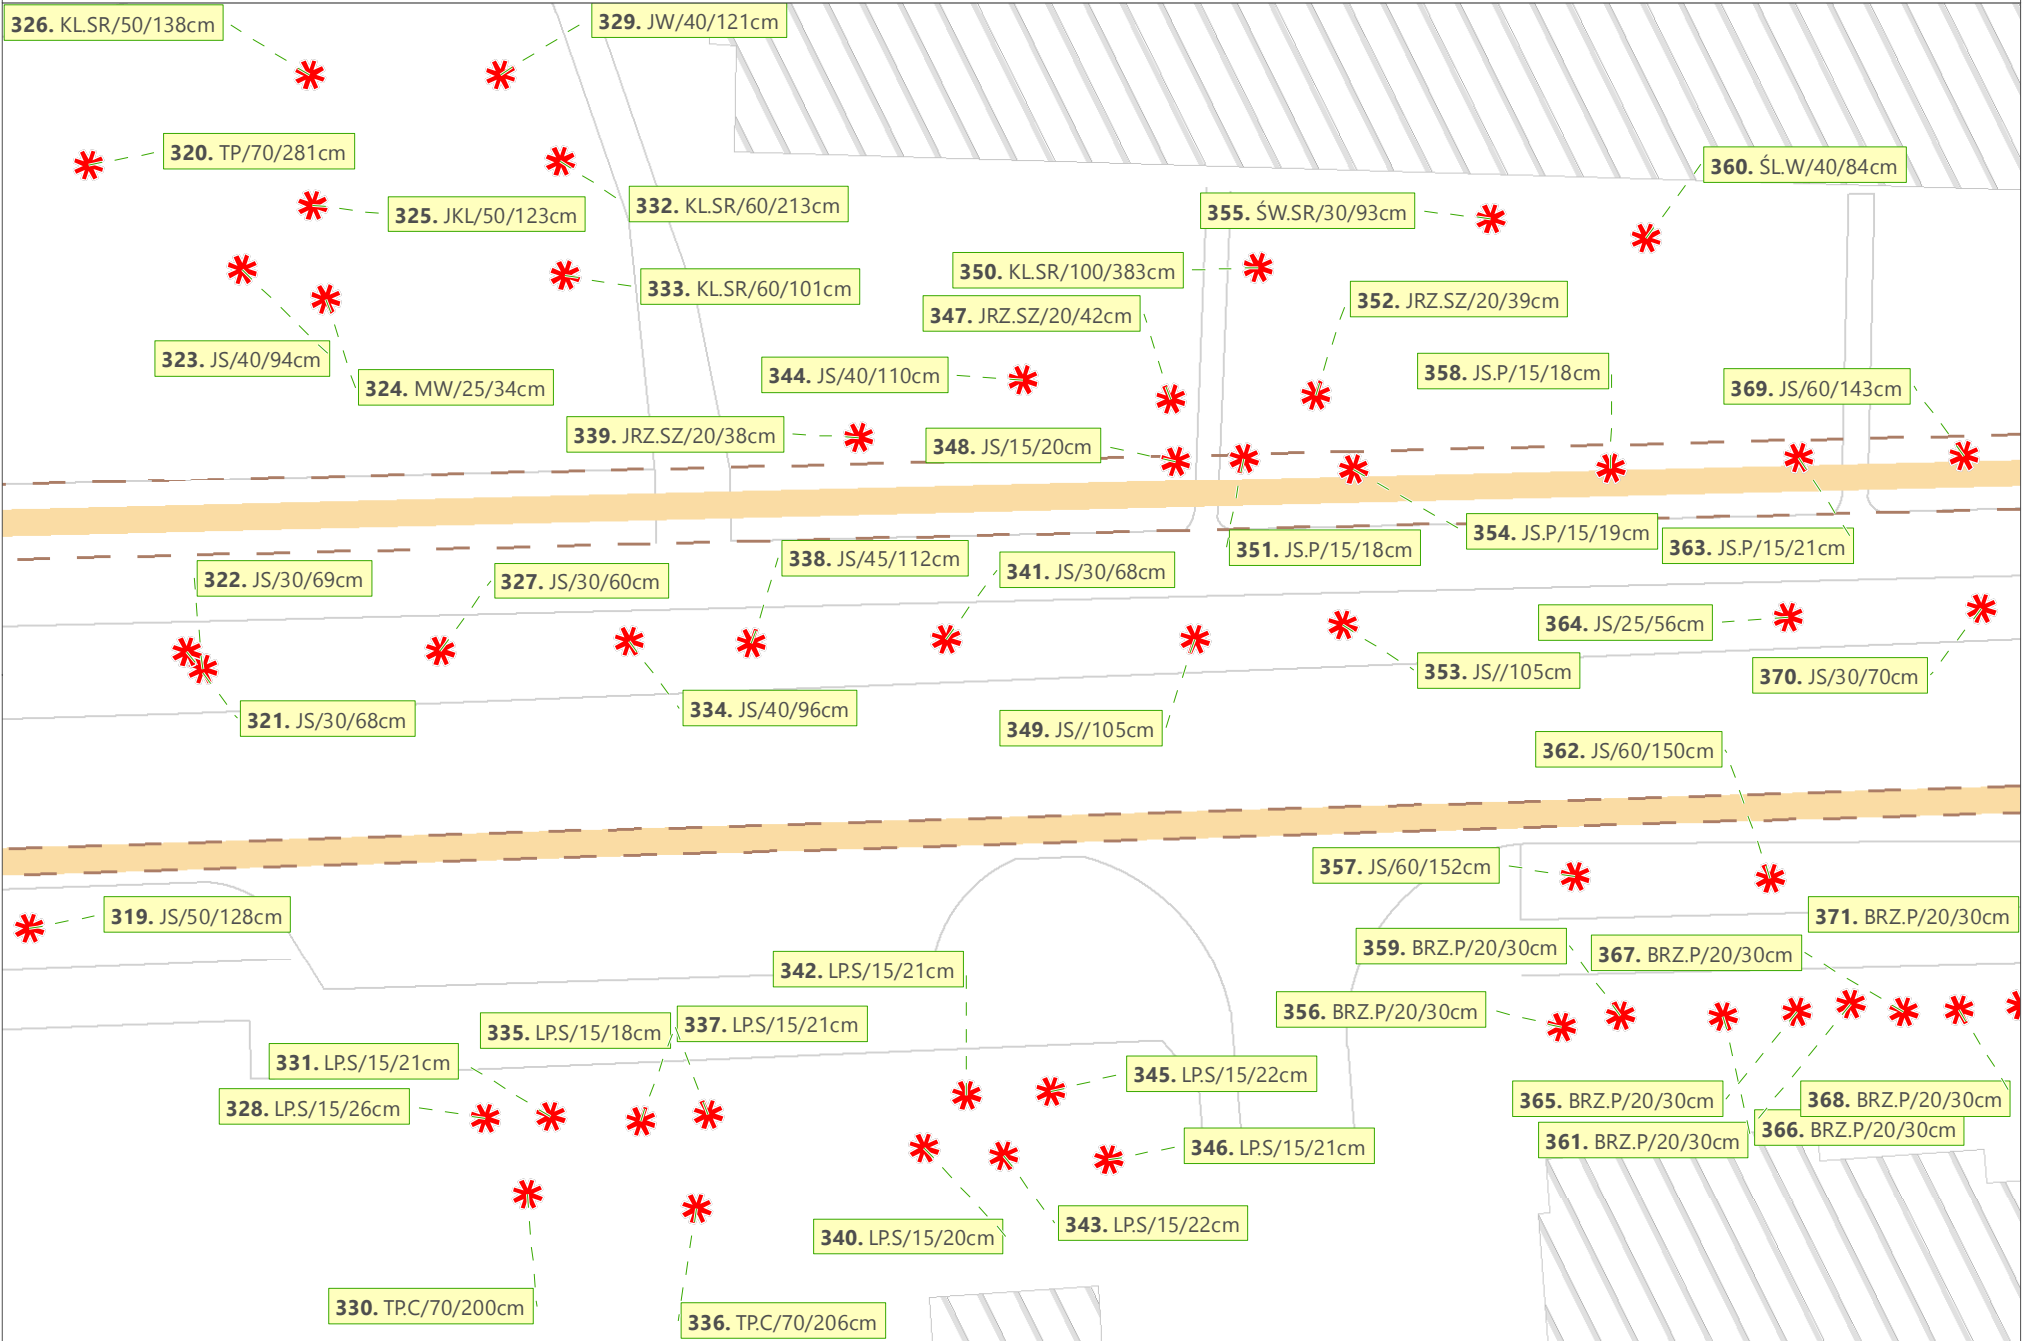 326. KL.SR/50/138cm
329. JW/40/121cm
320. TP/70/281cm
360. ŚL.W/40/84cm
325. JKL/50/123cm
332. KL.SR/60/213cm
355. ŚW.SR/30/93cm
350. KL.SR/100/383cm
333. KL.SR/60/101cm
352. JRZ.SZ/20/39cm
347. JRZ.SZ/20/42cm
323. JS/40/94cm
324. MW/25/34cm
344. JS/40/110cm
358. JS.P/15/18cm
369. JS/60/143cm
339. JRZ.SZ/20/38cm
348. JS/15/20cm
354. JS.P/15/19cm
351. JS.P/15/18cm
363. JS.P/15/21cm
338. JS/45/112cm
322. JS/30/69cm
327. JS/30/60cm
341. JS/30/68cm
364. JS/25/56cm
353. JS//105cm
370. JS/30/70cm
321. JS/30/68cm
334. JS/40/96cm
349. JS//105cm
362. JS/60/150cm
357. JS/60/152cm
319. JS/50/128cm
371. BRZ.P/20/30cm
359. BRZ.P/20/30cm
367. BRZ.P/20/30cm
342. LP.S/15/21cm
356. BRZ.P/20/30cm
335. LP.S/15/18cm
337. LP.S/15/21cm
331. LP.S/15/21cm
345. LP.S/15/22cm
328. LP.S/15/26cm
365. BRZ.P/20/30cm
368. BRZ.P/20/30cm
361. BRZ.P/20/30cm
366. BRZ.P/20/30cm
346. LP.S/15/21cm
340. LP.S/15/20cm
343. LP.S/15/22cm
330. TP.C/70/200cm
336. TP.C/70/206cm